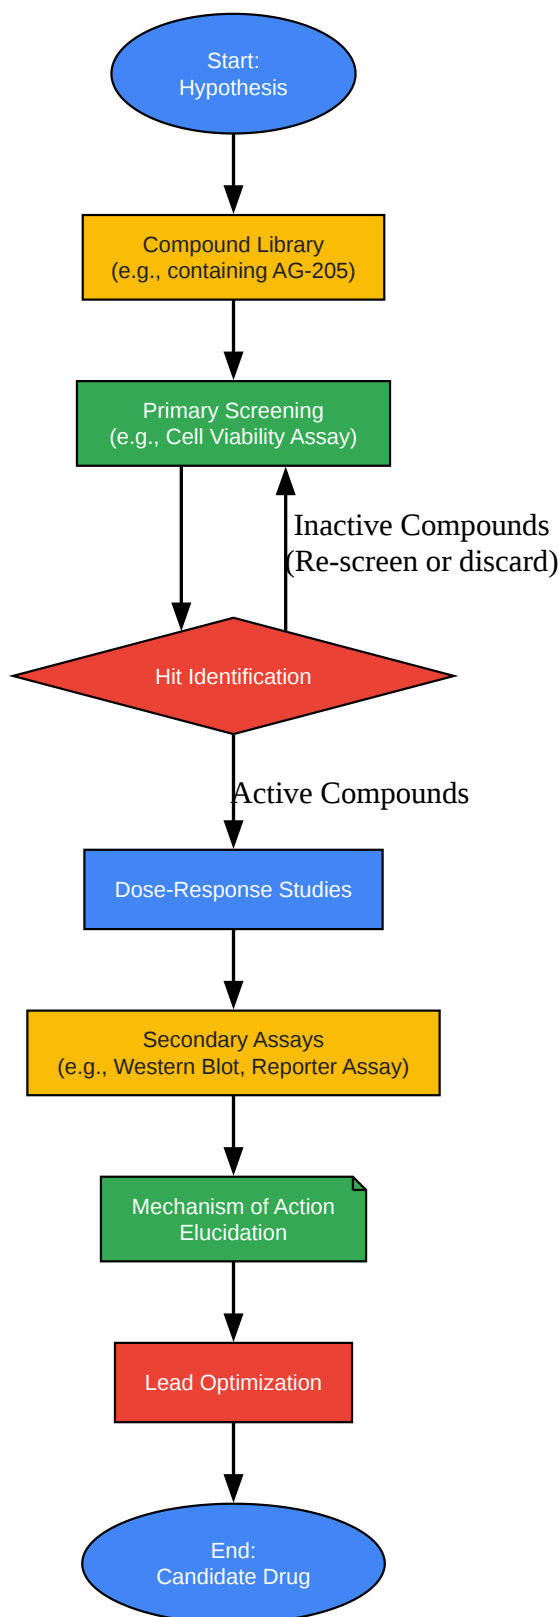 Start:
Hypothesis
Compound Library
(e.g., containing AG-205)
Primary Screening
(e.g., Cell Viability Assay)
Inactive Compounds
(Re-screen or discard)
Hit Identification
Active Compounds
Dose-Response Studies
Secondary Assays
(e.g., Western Blot, Reporter Assay)
Mechanism of Action
Elucidation
Lead Optimization
End:
Candidate Drug